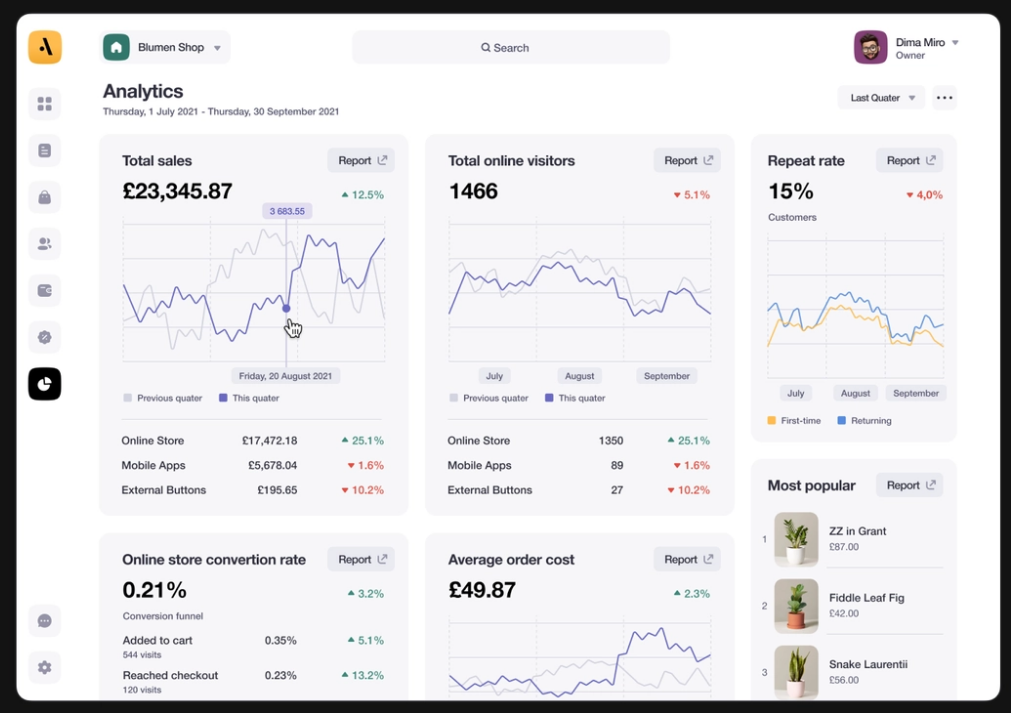 Blumen Shop
Search
Dima Miro
Owner
Analytics
Thursday, 1 July 2021 - Thursday, 30 September 2021
Last Quater
Total sales
Report
£23,345.87
12.5%
3 683.55
Friday, 20 August 2021
Previous quater
This quater
Online Store £17,472.18 25.1%
Mobile Apps £5,678.04 1.6%
External Buttons £195.65 10.2%
Total online visitors
Report
1466
5.1%
July August September
Previous quater
This quater
Online Store 1350 25.1%
Mobile Apps 89 1.6%
External Buttons 27 10.2%
Repeat rate
Report
15%
4,0%
Customers
July August September
First-time
Returning
Online store convertion rate
Report
0.21%
3.2%
Conversion funnel
Added to cart 0.35% 5.1%
544 visits
Reached checkout 0.23% 13.2%
120 visits
Average order cost
Report
£49.87
2.3%
Most popular
Report
1
ZZ in Grant
£87.00
2
Fiddle Leaf Fig
£42.00
3
Snake Laurentii
£56.00